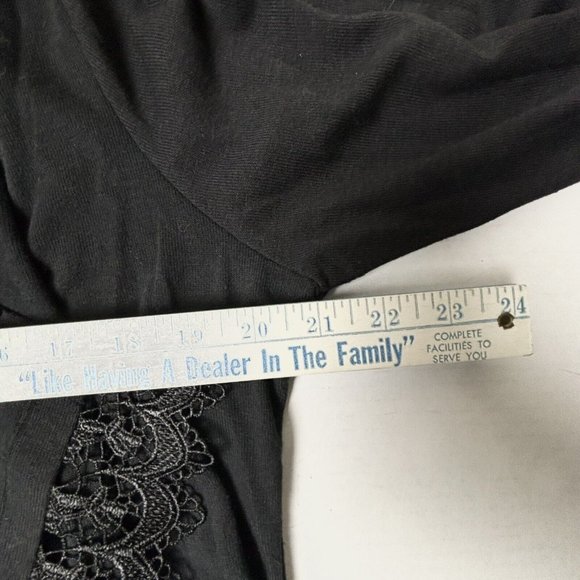 6 17 18 19 20 21 22 23 24
"Like Having A Dealer In The Family"
COMPLETE
FACILITIES TO
SERVE YOU